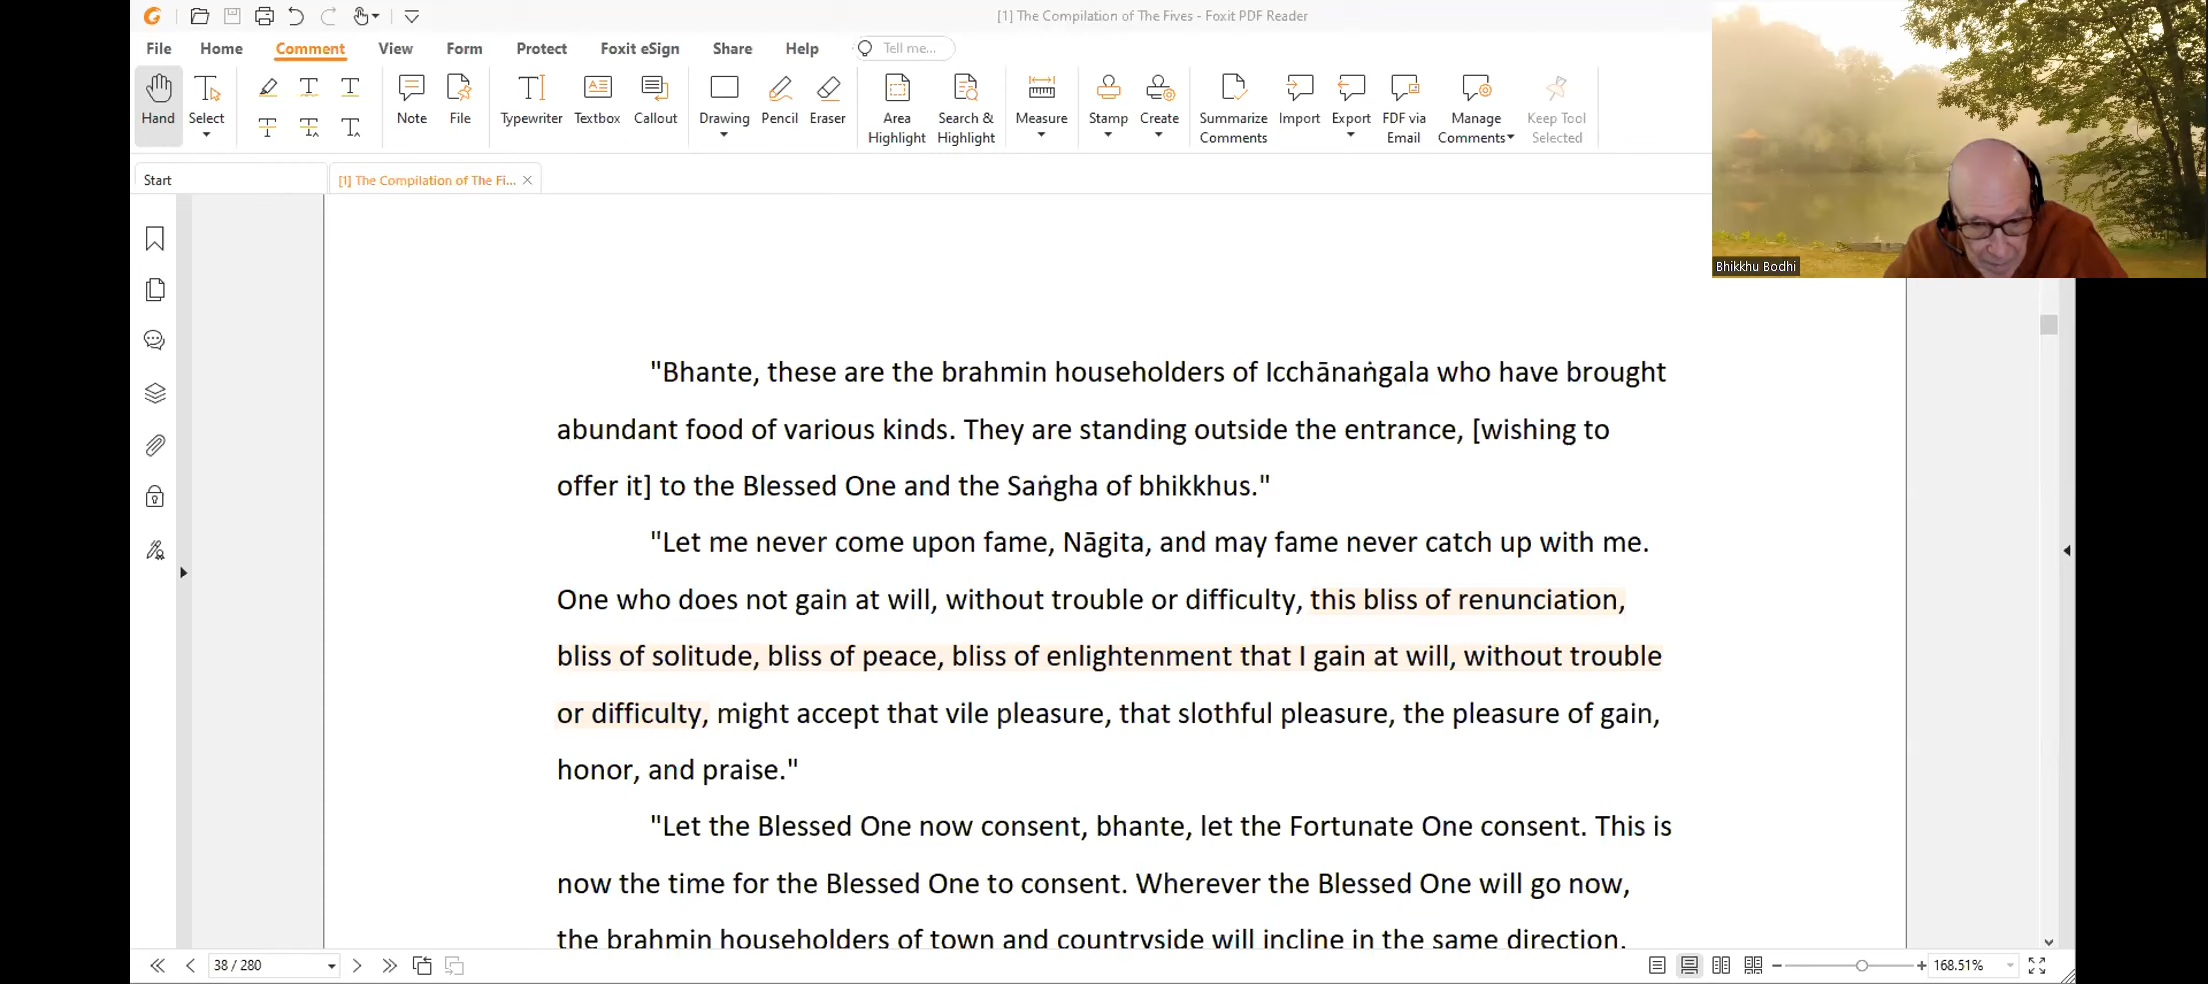 [1] The Compilation of The Fives - Foxit PDF Reader
File Home Comment View Form Protect Foxit eSign Share Help Tell me...
Hand Select Note File Typewriter Textbox Callout Drawing Pencil Eraser Area Highlight Search & Highlight Measure Stamp Create Summarize Comments Import Export FDF via Email Manage Comments Keep Tool Selected
Start [1] The Compilation of The Fi...
Bhikkhu Bodhi
"Bhante, these are the brahmin householders of Icchānaṅgala who have brought
abundant food of various kinds. They are standing outside the entrance, [wishing to
offer it] to the Blessed One and the Saṅgha of bhikkhus."
"Let me never come upon fame, Nāgita, and may fame never catch up with me.
One who does not gain at will, without trouble or difficulty, this bliss of renunciation,
bliss of solitude, bliss of peace, bliss of enlightenment that I gain at will, without trouble
or difficulty, might accept that vile pleasure, that slothful pleasure, the pleasure of gain,
honor, and praise."
"Let the Blessed One now consent, bhante, let the Fortunate One consent. This is
now the time for the Blessed One to consent. Wherever the Blessed One will go now,
the brahmin householders of town and countryside will incline in the same direction.
38 / 280 168.51%